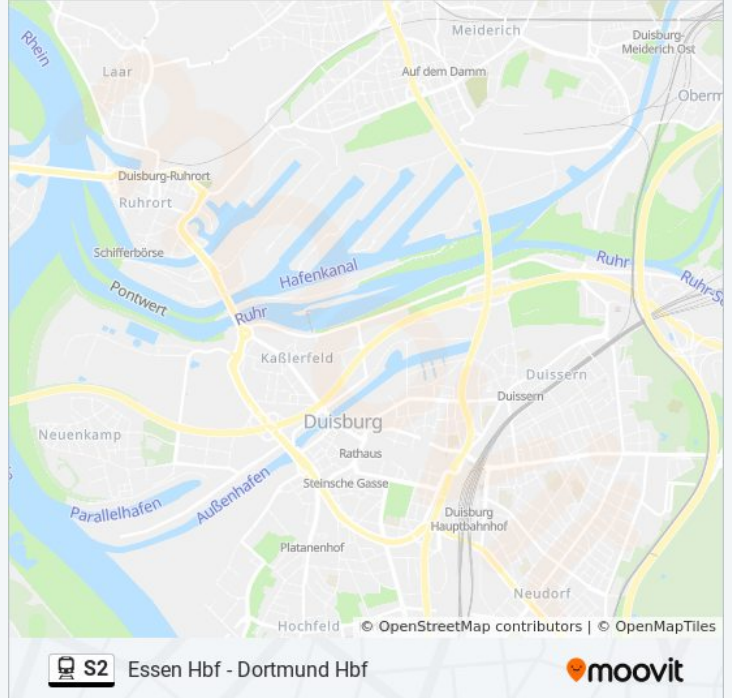 Rhein
Meiderich
Duisburg-
Meiderich Ost
Laar
Auf dem Damm
Oberm
Duisburg-Ruhrort
Ruhrort
Schifferbörse
Hafenkanal
Ruhr
Ruhr-S
Pontwert
Ruhr
Kaßlerfeld
Duissern
Duissern
Duisburg
Neuenkamp
Rathaus
Steinsche Gasse
Außenhafen
Parallelhafen
Duisburg
Hauptbahnhof
Platanenhof
Neudorf
Hochfeld
© OpenStreetMap contributors | © OpenMapTiles
S2 Essen Hbf - Dortmund Hbf
moovit